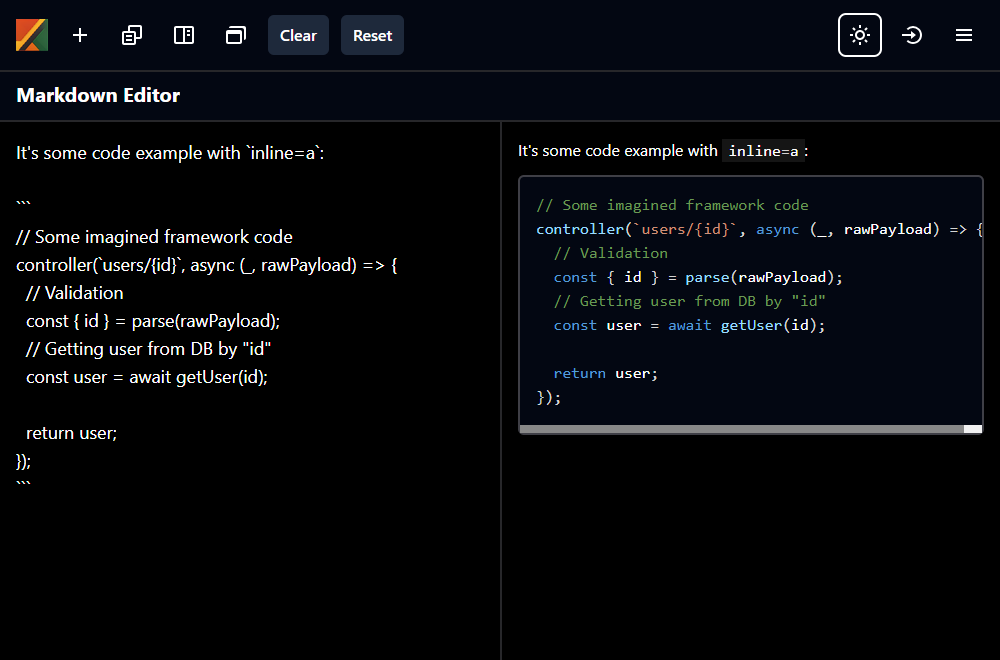 Clear Reset
Markdown Editor
It's some code example with `inline=a`:

```
// Some imagined framework code
controller(`users/{id}`, async (_, rawPayload) => {
  // Validation
  const { id } = parse(rawPayload);
  // Getting user from DB by "id"
  const user = await getUser(id);

  return user;
});
```
It's some code example with inline=a:
// Some imagined framework code
controller(`users/{id}`, async (_, rawPayload) => {
  // Validation
  const { id } = parse(rawPayload);
  // Getting user from DB by "id"
  const user = await getUser(id);

  return user;
});